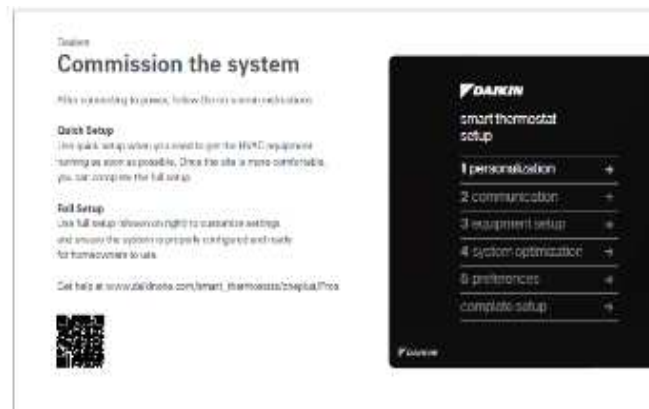 Commission the system
After connecting to power, follow the on-screen instructions.
Quick Setup
Use quick setup when you need to get the HVAC equipment
running as soon as possible. Once the site is more comfortable,
you can complete the full setup.
Full Setup
Use full setup (shown on right) to customize settings
and ensure the system is properly configured and ready
for homeowners to use.
Get help at
DAIKIN
smart thermostat
setup
1 personalization
2 communication
3 equipment setup
4 system optimization
5 preferences
complete setup
DAIKIN